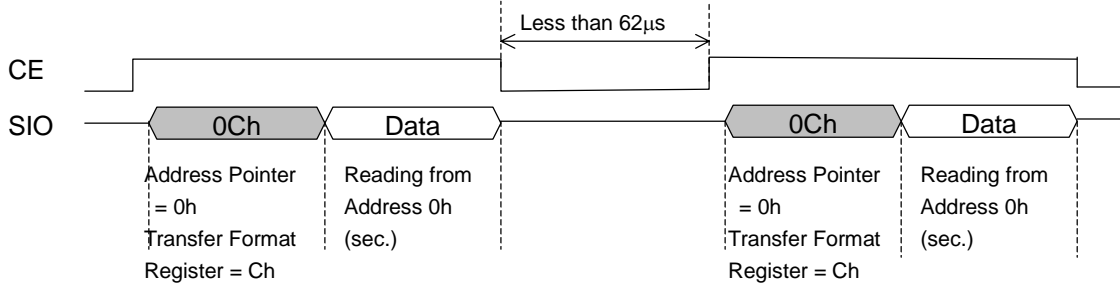 Less than 62μs
CE
SIO
0Ch
Data
0Ch
Data
Address Pointer
= 0h
Transfer Format
Register = Ch
Reading from
Address 0h
(sec.)
Address Pointer
= 0h
Transfer Format
Register = Ch
Reading from
Address 0h
(sec.)